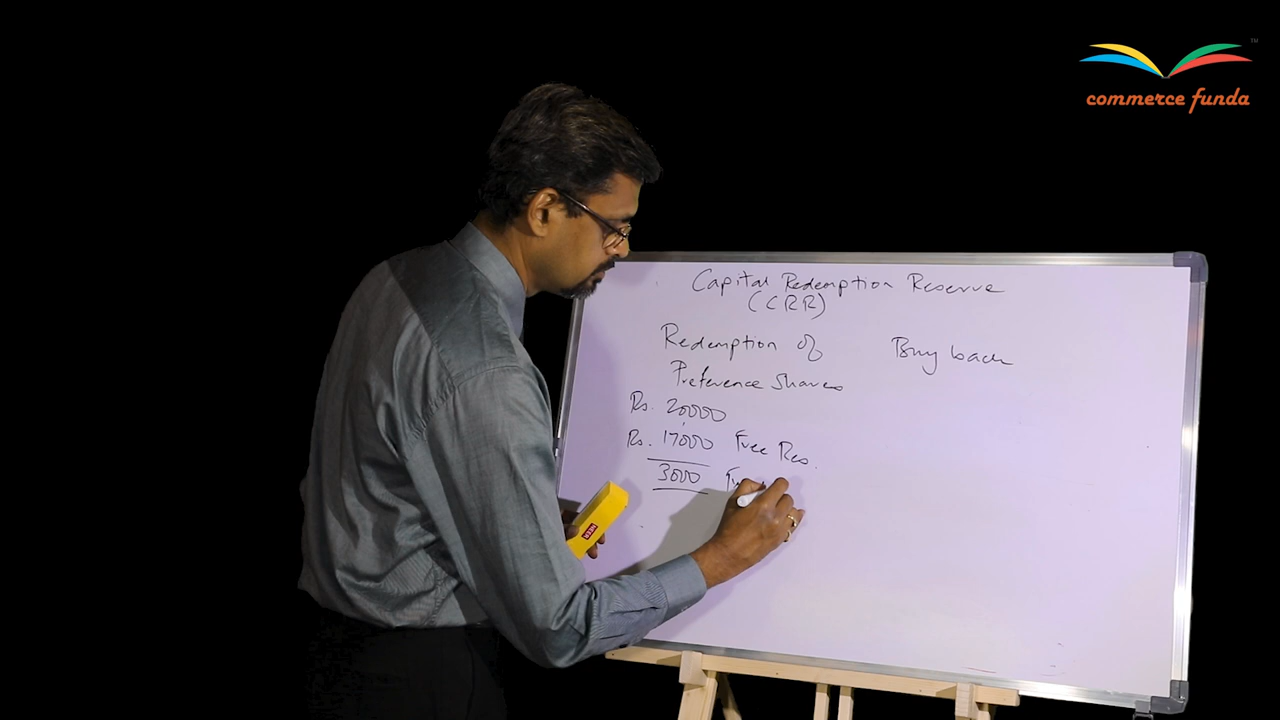 commerce funda
TM
Capital Redemption Reserve
(CRR)
Redemption of
Preference Shares
Buy back
Rs. 20000
Rs. 17000 Free Res.
3000